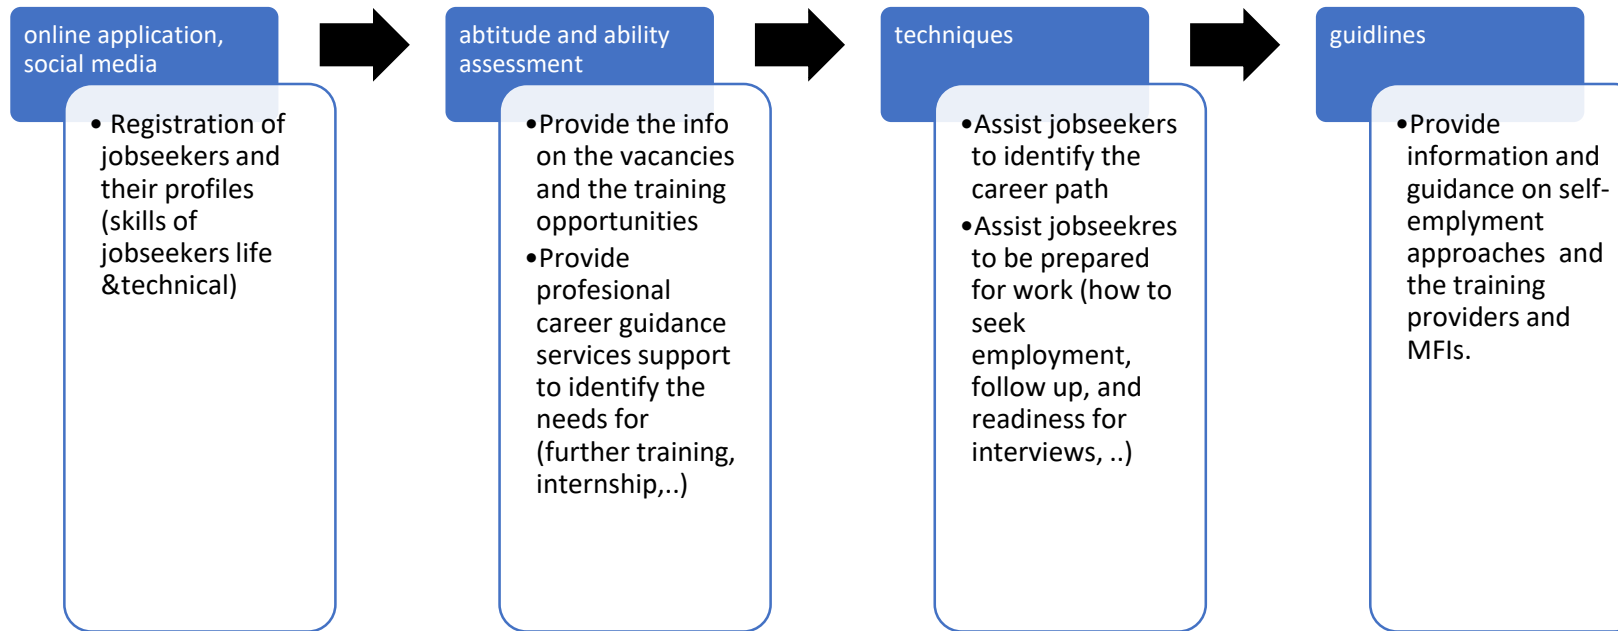 online application,
social media
• Registration of
jobseekers and
their profiles
(skills of
jobseekers life
&technical)
abtitude and ability
assessment
•Provide the info
on the vacancies
and the training
opportunities
•Provide
profesional
career guidance
services support
to identify the
needs for
(further training,
internship,..)
techniques
•Assist jobseekers
to identify the
career path
•Assist jobseekres
to be prepared
for work (how to
seek
employment,
follow up, and
readiness for
interviews, ..)
guidlines
•Provide
information and
guidance on self-
emplyment
approaches  and
the training
providers and
MFIs.